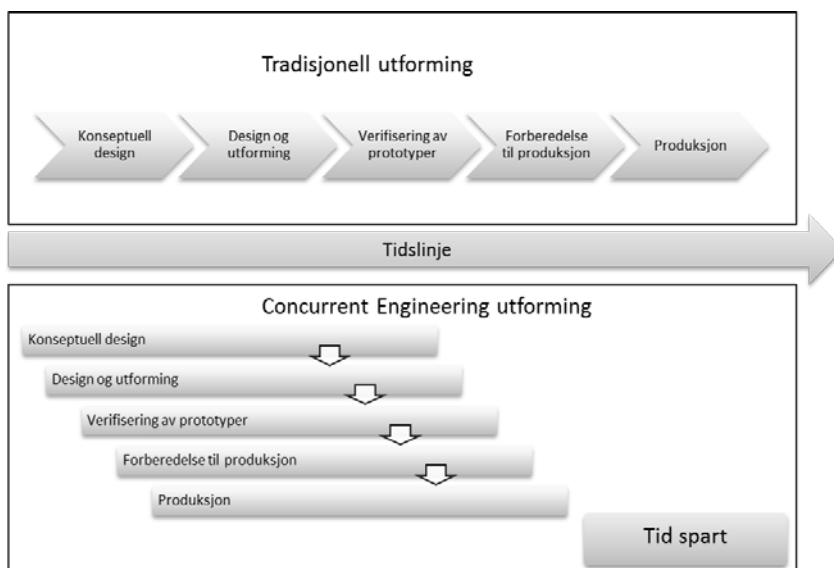 Tradisjonell utforming
Konseptuell
design
Design og
utforming
Verifisering av
prototyper
Forberedelse
til produksjon
Produksjon
Tidslinje
Concurrent Engineering utforming
Konseptuell design
Design og utforming
Verifisering av prototyper
Forberedelse til produksjon
Produksjon
Tid spart